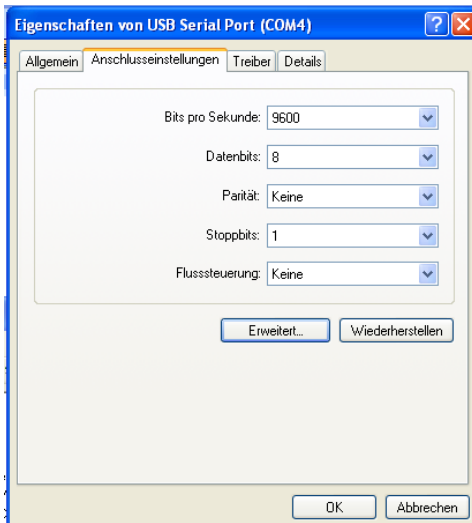 Eigenschaften von USB Serial Port (COM4)
Allgemein Anschlusseinstellungen Treiber Details
Bits pro Sekunde: 9600
Datenbits: 8
Parität: Keine
Stoppbits: 1
Flusssteuerung: Keine
Erweitert... Wiederherstellen
OK Abbrechen